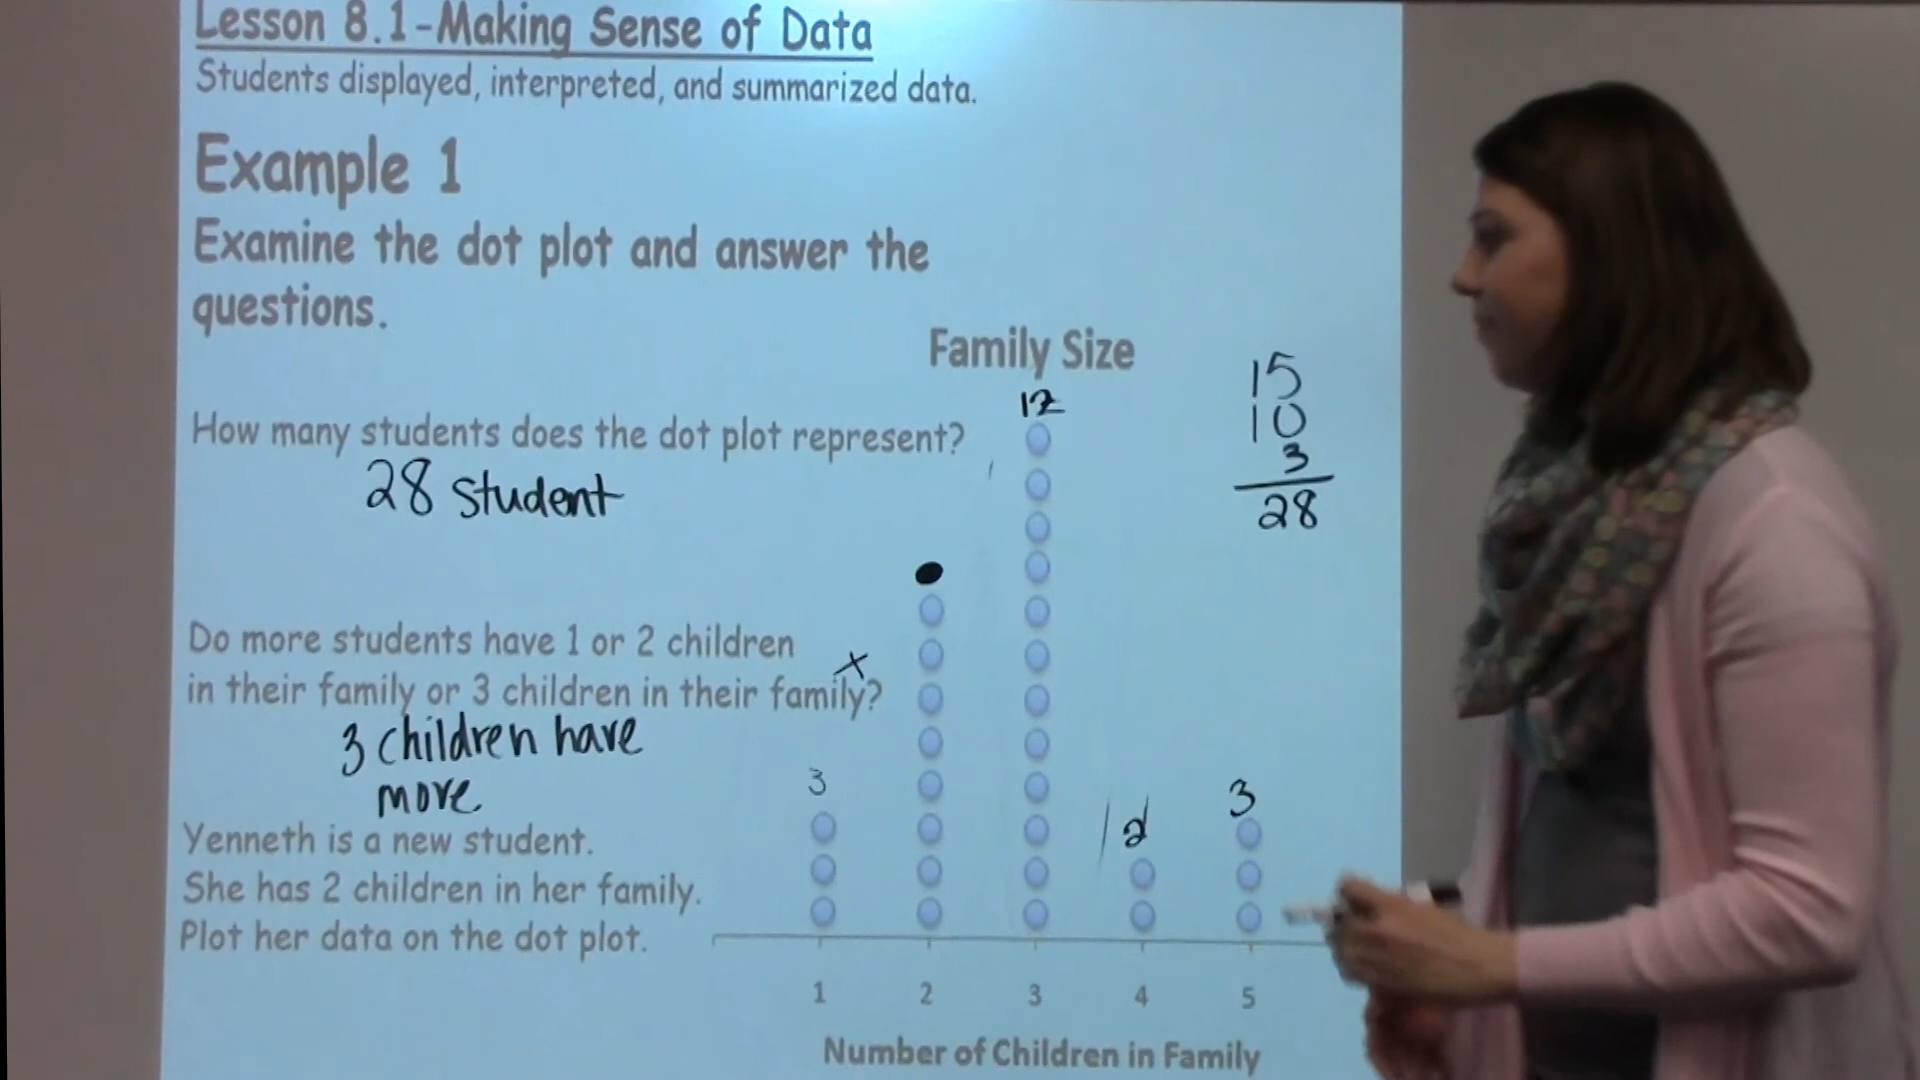 Lesson 8.1-Making Sense of Data
Students displayed, interpreted, and summarized data.
Example 1
Examine the dot plot and answer the
questions.
Family Size
12
15
10
3
28
How many students does the dot plot represent?
28 student
Do more students have 1 or 2 children
x
in their family or 3 children in their family?
3 children have
more
3
2
3
Yenneth is a new student.
She has 2 children in her family.
Plot her data on the dot plot.
1 2 3 4 5
Number of Children in Family